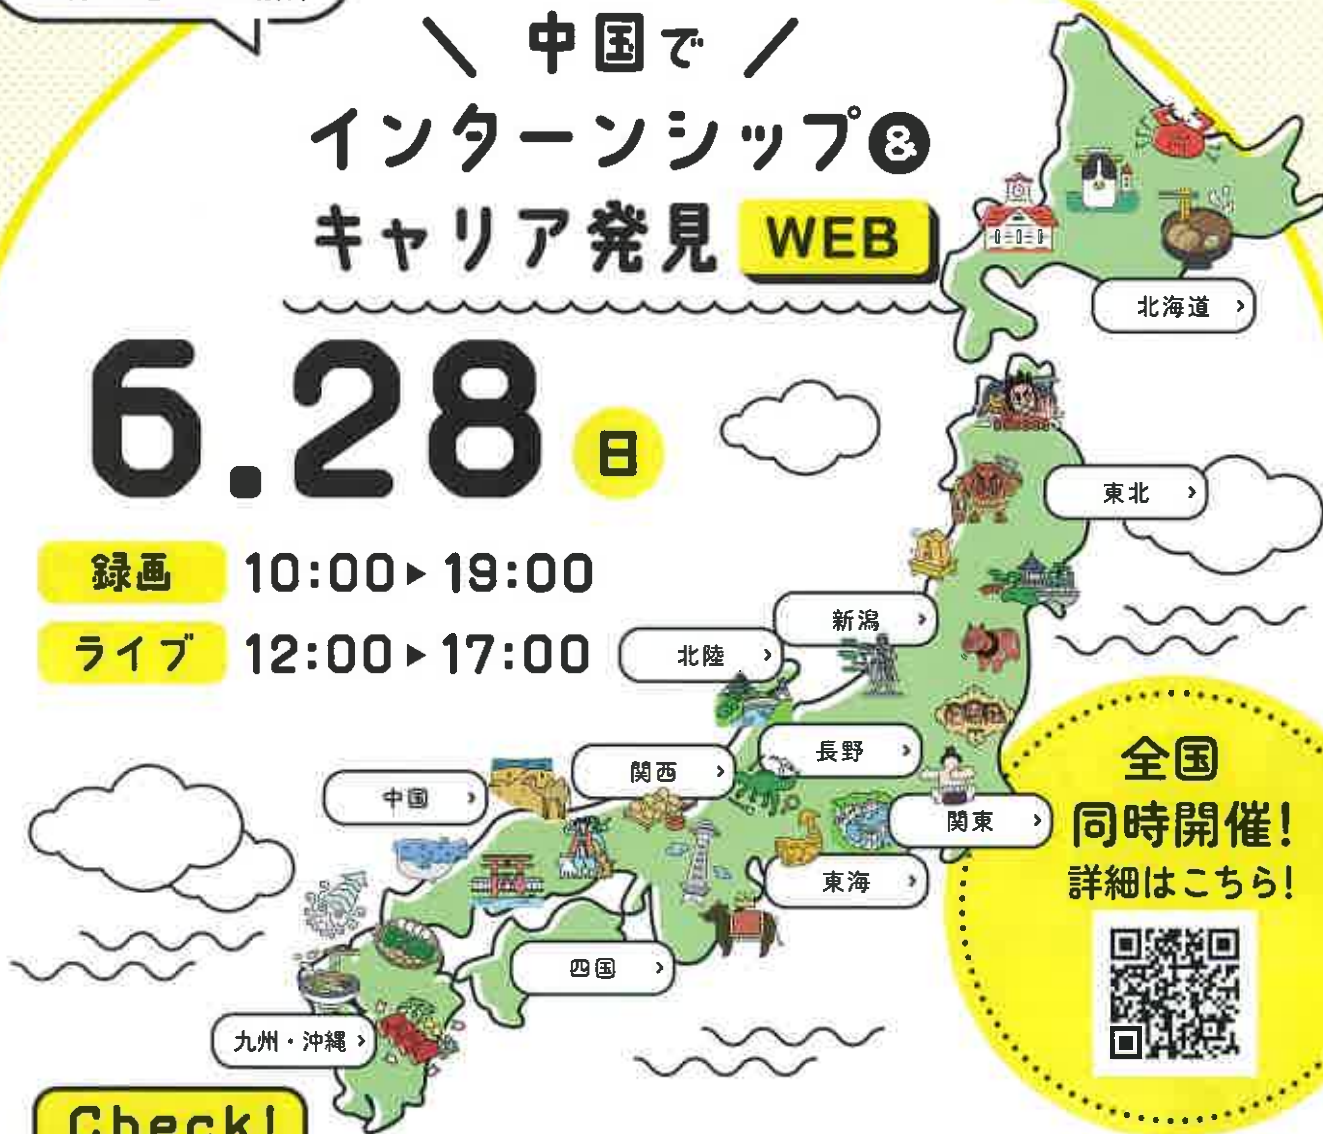 中国で
インターンシップ&
キャリア発見 WEB
6.28 日
録画 10:00▶19:00
ライブ 12:00▶17:00
北海道 >
東北 >
新潟 >
北陸 >
長野 >
関西 >
中国 >
関東 >
東海 >
四国 >
九州・沖縄 >
全国
同時開催!
詳細はこちら!
Check!